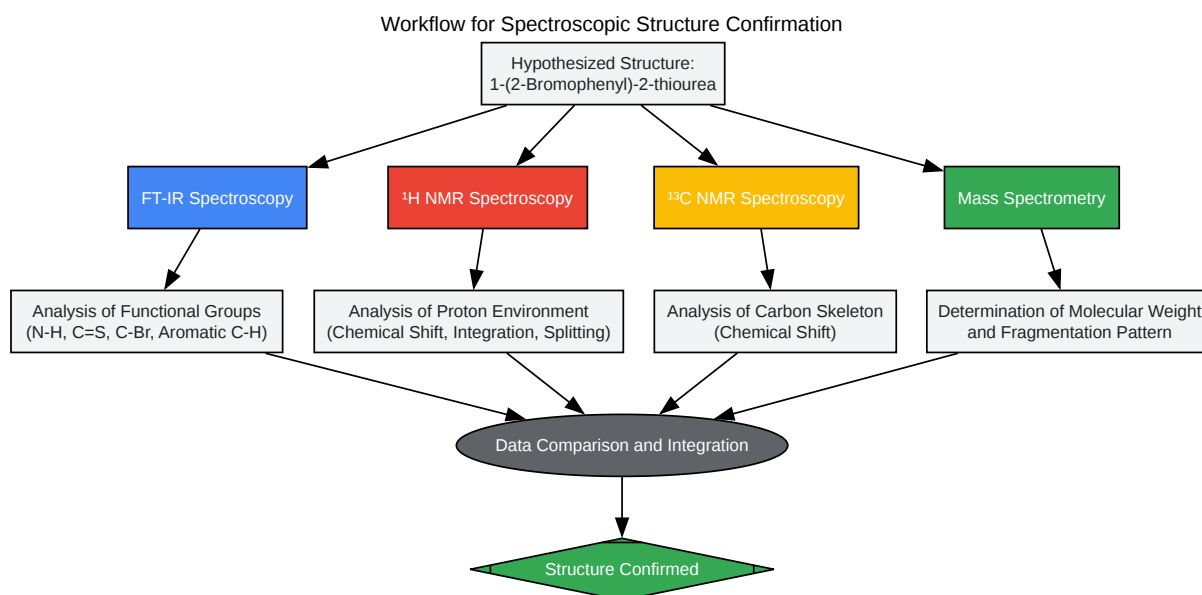 Workflow for Spectroscopic Structure Confirmation
Hypothesized Structure:
1-(2-Bromophenyl)-2-thiourea
FT-IR Spectroscopy
¹H NMR Spectroscopy
¹³C NMR Spectroscopy
Mass Spectrometry
Analysis of Functional Groups
(N-H, C=S, C-Br, Aromatic C-H)
Analysis of Proton Environment
(Chemical Shift, Integration, Splitting)
Analysis of Carbon Skeleton
(Chemical Shift)
Determination of Molecular Weight
and Fragmentation Pattern
Data Comparison and Integration
Structure Confirmed